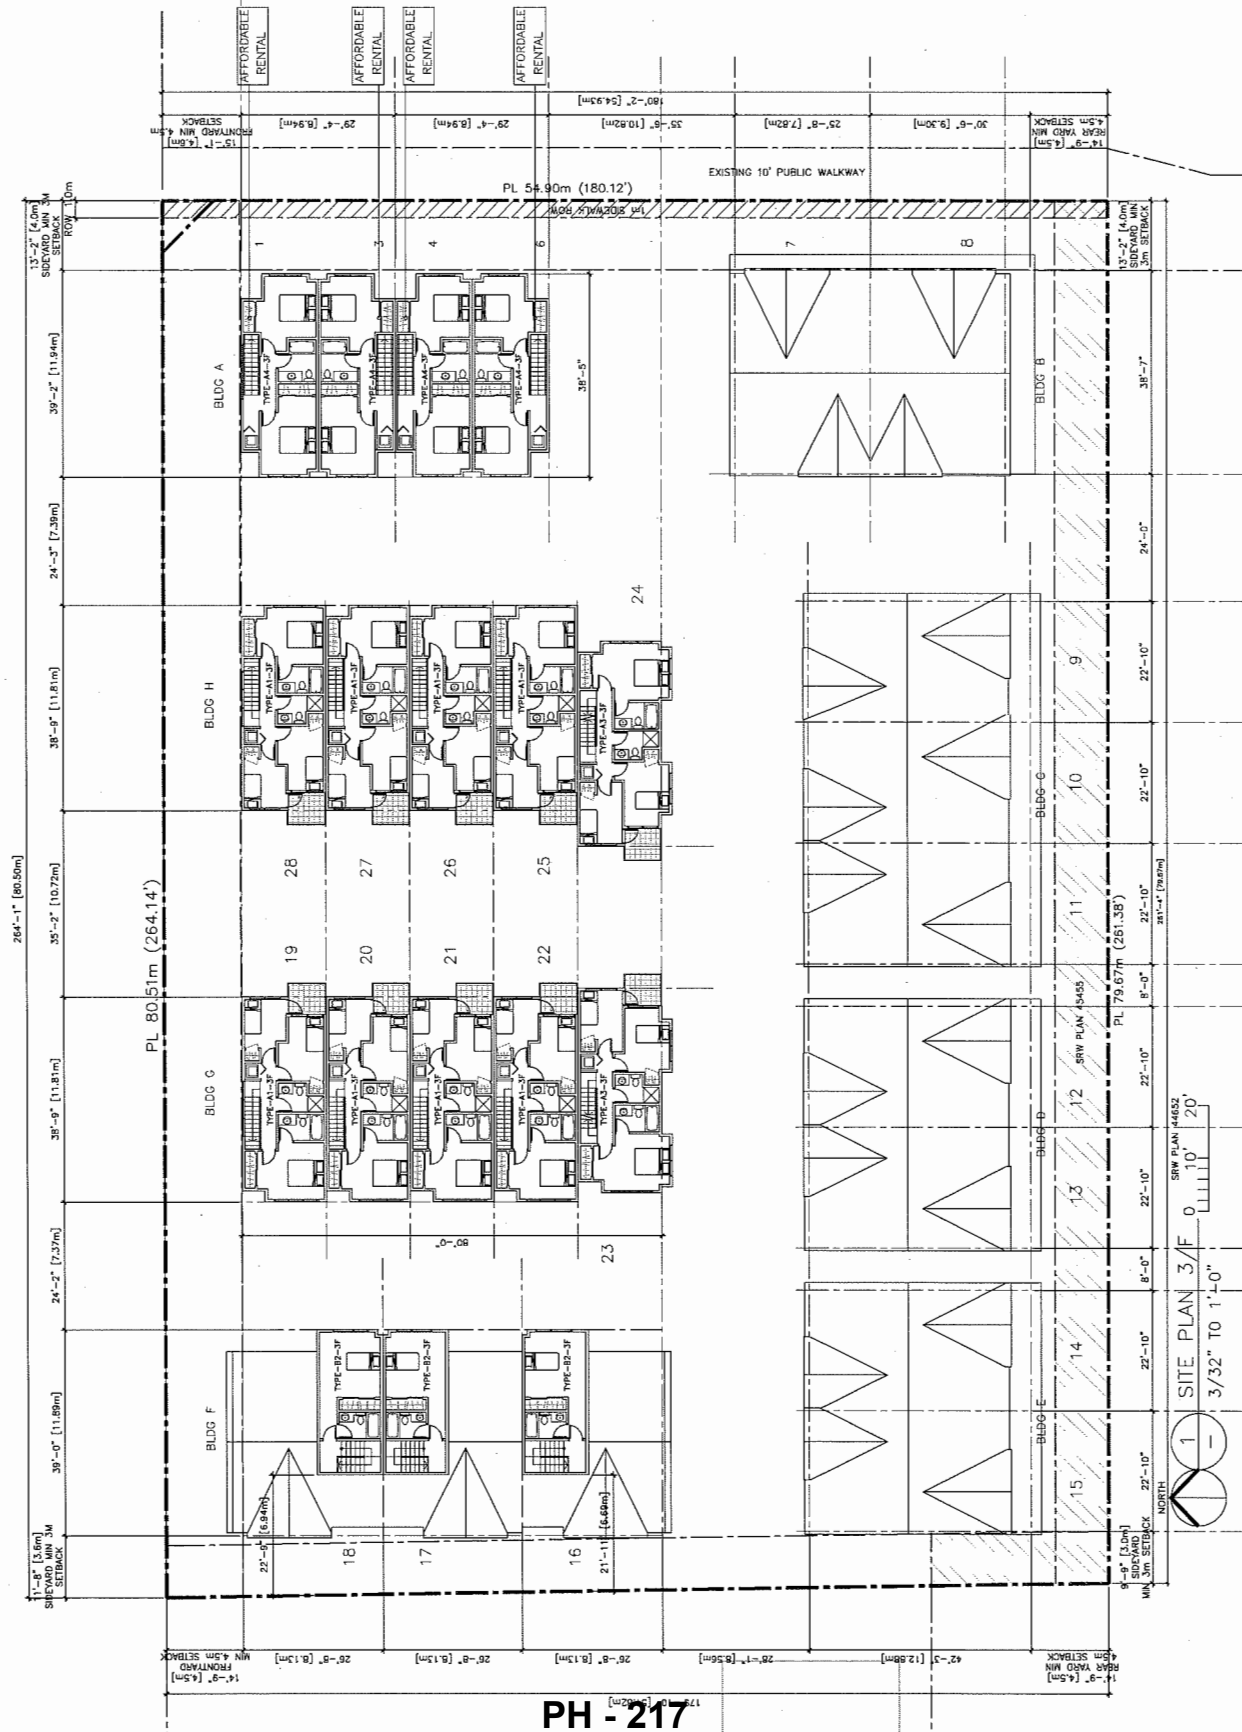 AFFORDABLE
RENTAL
AFFORDABLE
RENTAL
AFFORDABLE
RENTAL
AFFORDABLE
RENTAL
180'-2" [54.93m]
15'-1" [4.6m]
FRONTYARD MIN 4.5m
SETBACK
29'-4" [8.94m]
29'-4" [8.94m]
35'-6" [10.82m]
25'-8" [7.82m]
30'-6" [9.30m]
14'-9" [4.5m]
REAR YARD MIN
4.5m SETBACK
EXISTING 10' PUBLIC WALKWAY
PL 54.90m (180.12')
1m SIDEWALK ROW
13'-2" [4.0m]
SIDEYARD MIN 3M
SETBACK
ROW 1.0m
13'-2" [4.0m]
SIDEYARD MIN
3m SETBACK
1
3
4
6
7
8
BLDG A
TYPE-A4-3F
TYPE-A4-3F
TYPE-A4-3F
TYPE-A4-3F
38'-5"
BLDG B
39'-2" [11.94m]
38'-7"
24'-3" [7.39m]
24'-0"
264'-1" [80.50m]
38'-9" [11.81m]
BLDG H
TYPE-A1-3F
TYPE-A1-3F
TYPE-A1-3F
TYPE-A1-3F
TYPE-A3-3F
24
9
22'-10"
10
22'-10"
BLDG C
28
27
26
25
11
22'-10"
261'-4" [79.67m]
PL 80.51m (264.14')
35'-2" [10.72m]
19
20
21
22
8'-0"
PL 79.67m (261.38')
SRW PLAN 45455
BLDG G
38'-9" [11.81m]
TYPE-A1-3F
TYPE-A1-3F
TYPE-A1-3F
TYPE-A1-3F
TYPE-A3-3F
12
22'-10"
BLDG D
13
22'-10"
SRW PLAN 44652
80'-0"
23
24'-2" [7.37m]
8'-0"
BLDG F
39'-0" [11.89m]
TYPE-B2-3F
TYPE-B2-3F
TYPE-B2-3F
14
22'-10"
BLDG E
15
22'-10"
22'-9" [6.94m]
21'-11" [6.69m]
18
17
16
11'-8" [3.6m]
SIDEYARD MIN 3M
SETBACK
9'-9" [3.0m]
SIDEYARD
MIN 3m SETBACK
NORTH
1
SITE PLAN 3/F
3/32" TO 1'-0"
0 10' 20'
14'-9" [4.5m]
FRONTYARD
MIN 4.5m SETBACK
26'-8" [8.13m]
26'-8" [8.13m]
26'-8" [8.13m]
28'-1" [8.56m]
42'-3" [12.88m]
14'-9" [4.5m]
REAR YARD MIN
4.5m SETBACK
PH - 217